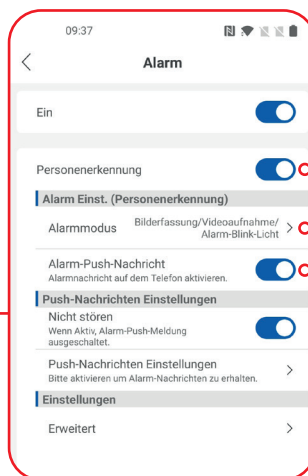 09:37
Alarm
Ein
Personenerkennung
Alarm Einst. (Personenerkennung)
Alarmmodus
Bilderfassung/Videoaufnahme/
Alarm-Blink-Licht
Alarm-Push-Nachricht
Alarmnachricht auf dem Telefon aktivieren.
Push-Nachrichten Einstellungen
Nicht stören
Wenn Aktiv, Alarm-Push-Meldung
ausgeschaltet.
Push-Nachrichten Einstellungen
Bitte aktivieren um Alarm-Nachrichten zu erhalten.
Einstellungen
Erweitert